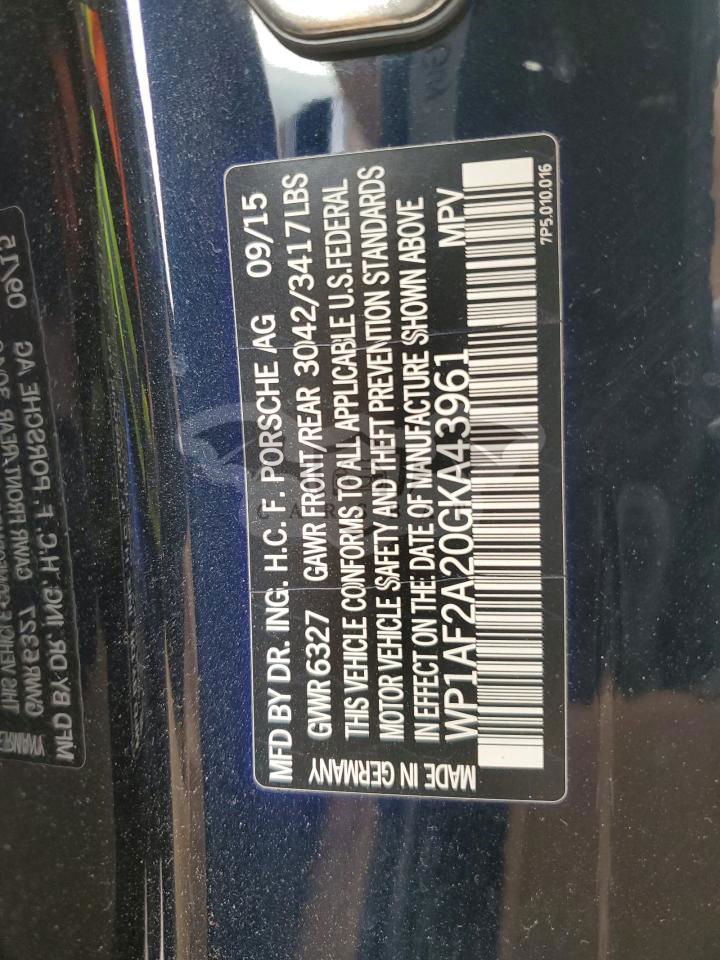 MFD BY DR. ING. H.C. F. PORSCHE AG 09/15
GWR 6327 GAWR FRONT/REAR 3042/3417LBS
THIS VEHICLE CONFORMS TO ALL APPLICABLE U.S.FEDERAL
MOTOR VEHICLE SAFETY AND THEFT PREVENTION STANDARDS
IN EFFECT ON THE DATE OF MANUFACTURE SHOWN ABOVE
WP1AF2A20GKA43961 MPV
MADE IN GERMANY
7P5.010.016